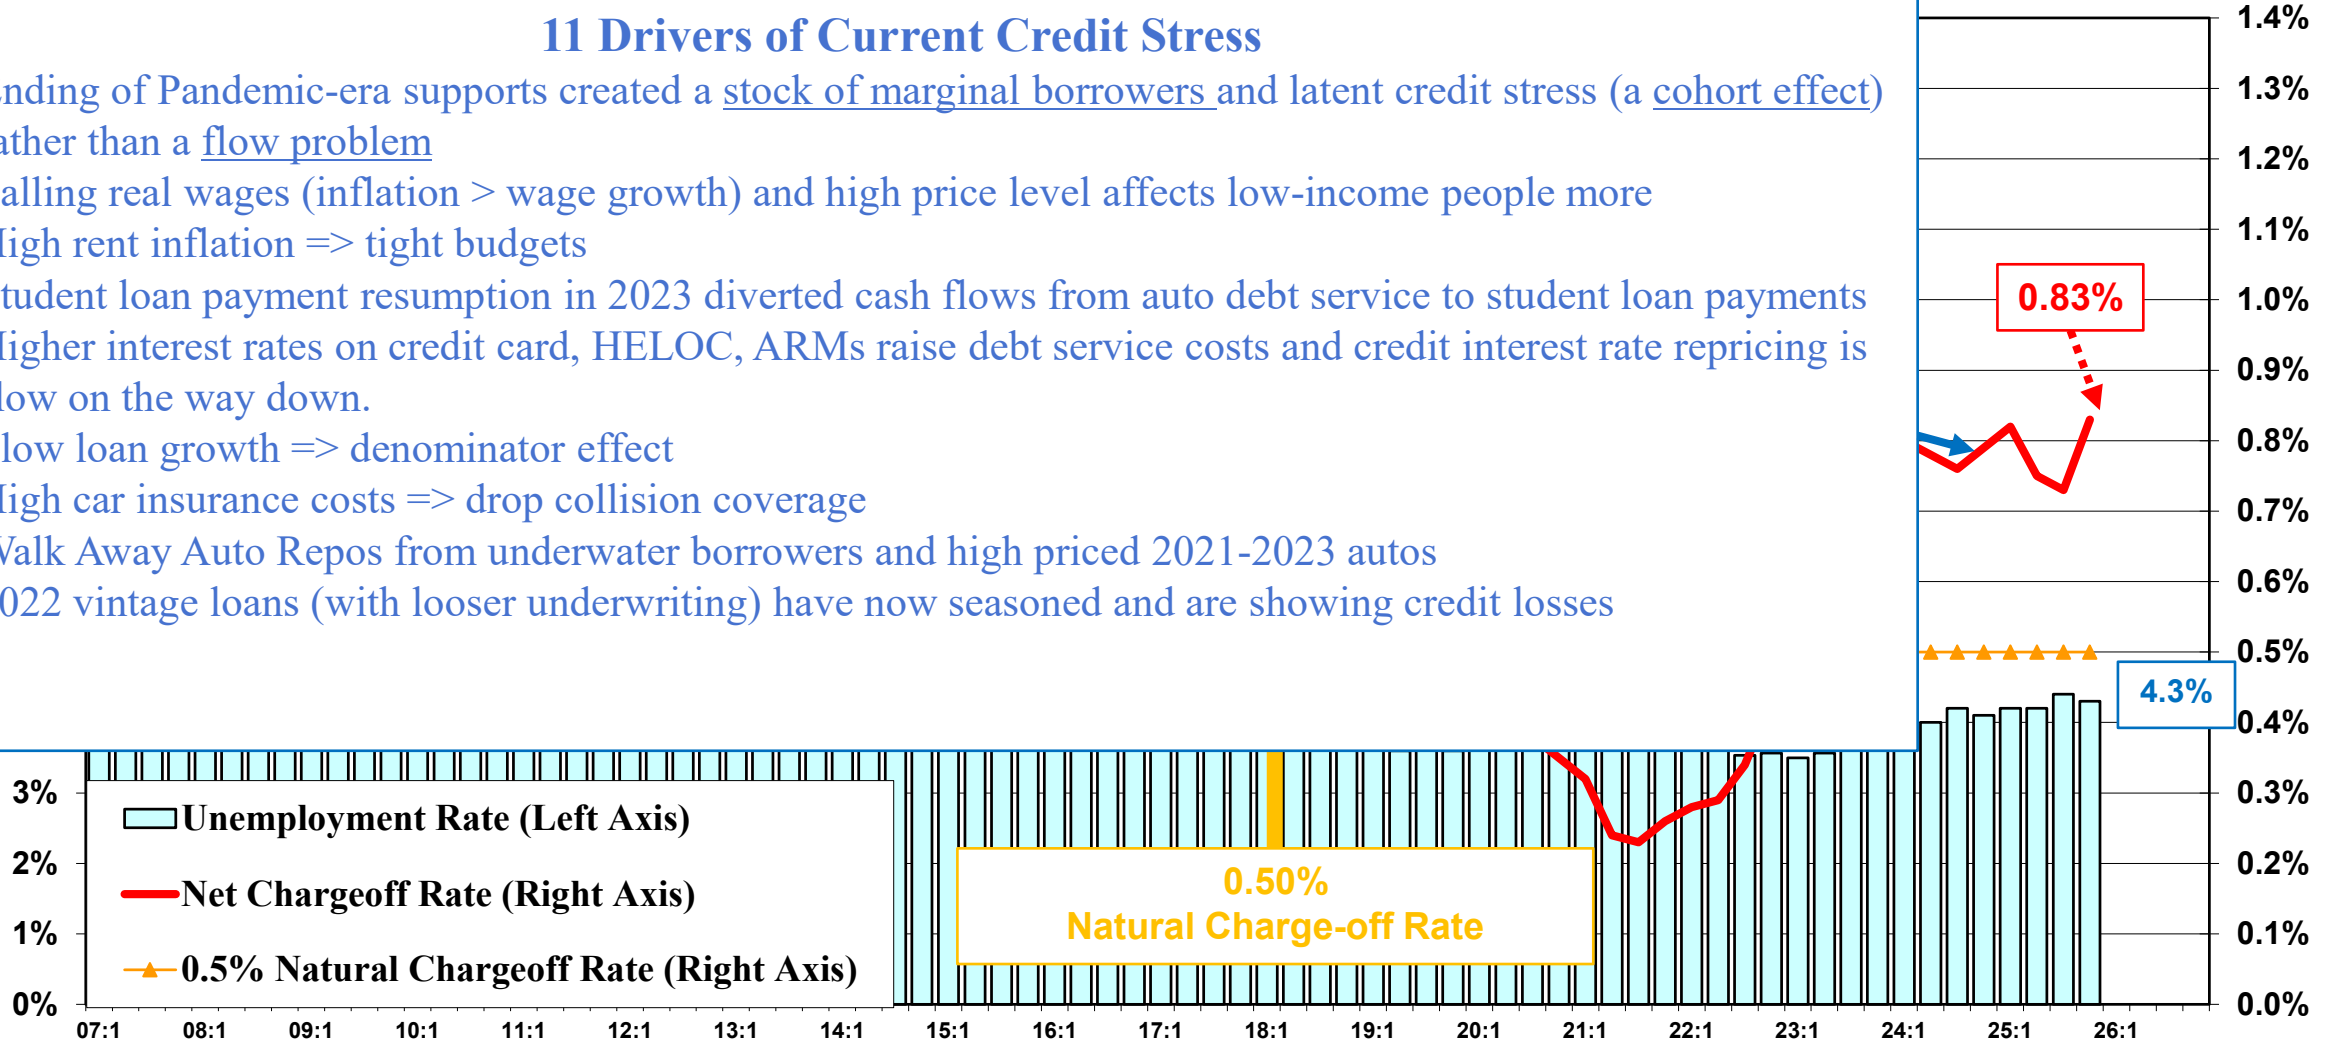 11 Drivers of Current Credit Stress
nding of Pandemic-era supports created a stock of marginal borrowers and latent credit stress (a cohort effect)
ather than a flow problem
alling real wages (inflation > wage growth) and high price level affects low-income people more
igh rent inflation => tight budgets
tudent loan payment resumption in 2023 diverted cash flows from auto debt service to student loan payments
igher interest rates on credit card, HELOC, ARMs raise debt service costs and credit interest rate repricing is
low on the way down.
low loan growth => denominator effect
igh car insurance costs => drop collision coverage
Walk Away Auto Repos from underwater borrowers and high priced 2021-2023 autos
022 vintage loans (with looser underwriting) have now seasoned and are showing credit losses
1.4%
1.3%
1.2%
1.1%
1.0%
0.9%
0.8%
0.7%
0.6%
0.5%
0.4%
0.3%
0.2%
0.1%
0.0%
0.83%
4.3%
3%
2%
1%
0%
Unemployment Rate (Left Axis)
Net Chargeoff Rate (Right Axis)
0.5% Natural Chargeoff Rate (Right Axis)
0.50%
Natural Charge-off Rate
07:1 08:1 09:1 10:1 11:1 12:1 13:1 14:1 15:1 16:1 17:1 18:1 19:1 20:1 21:1 22:1 23:1 24:1 25:1 26:1